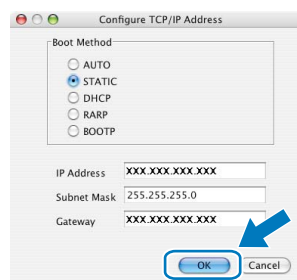 Configure TCP/IP Address
Boot Method
AUTO
STATIC
DHCP
RARP
BOOTP
IP Address XXX.XXX.XXX.XXX
Subnet Mask 255.255.255.0
Gateway XXX.XXX.XXX.XXX
OK Cancel